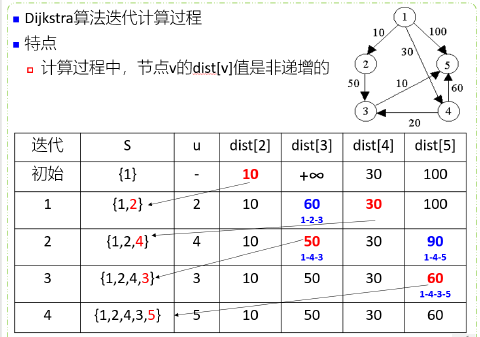 Dijkstra算法迭代计算过程
特点
计算过程中，节点v的dist[v]值是非递增的
1
10
100
30
2
5
50
10
60
3
4
20
迭代 S u dist[2] dist[3] dist[4] dist[5]
初始 {1} - 10 +∞ 30 100
1 {1,2} 2 10 60 30 100
1-2-3
2 {1,2,4} 4 10 50 30 90
1-4-3 1-4-5
3 {1,2,4,3} 3 10 50 30 60
1-4-3-5
4 {1,2,4,3,5} 5 10 50 30 60